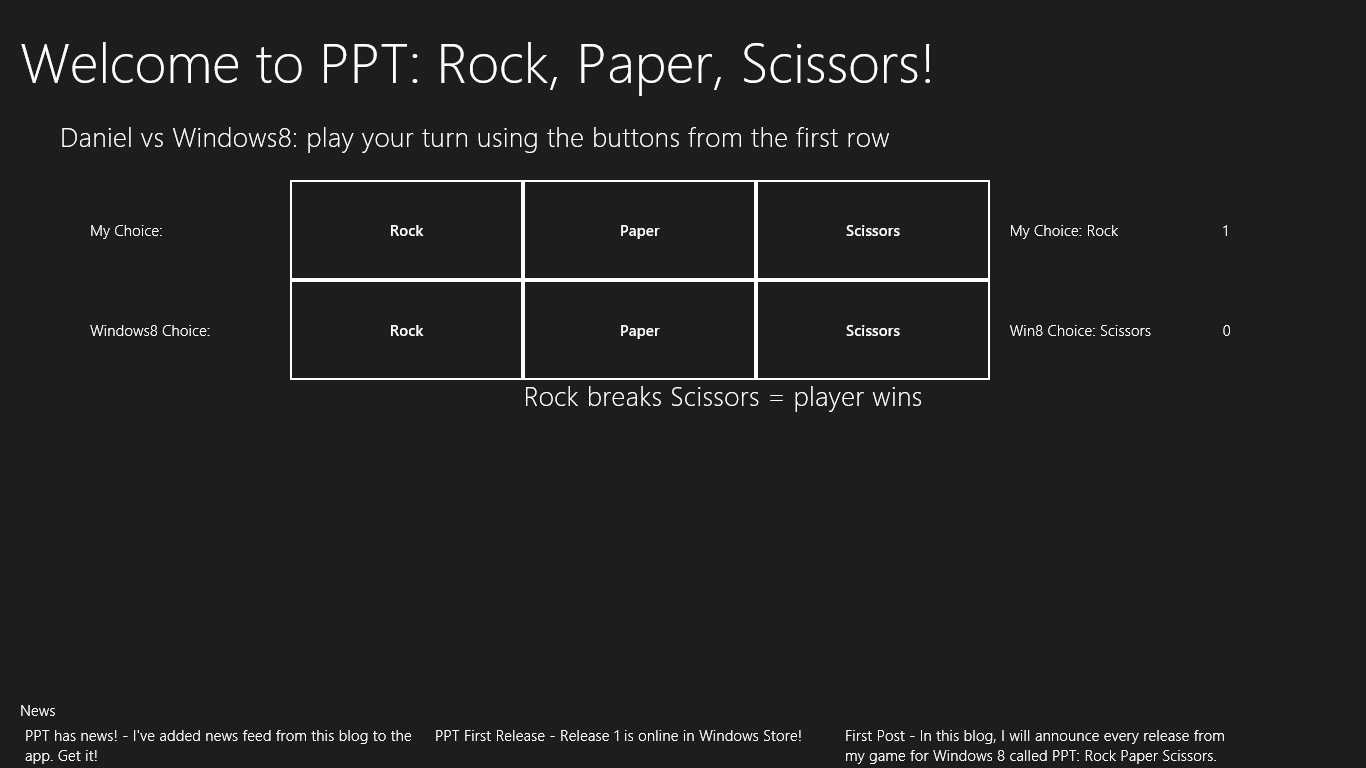 Welcome to PPT: Rock, Paper, Scissors!
Daniel vs Windows8: play your turn using the buttons from the first row
My Choice: Rock Paper Scissors My Choice: Rock 1
Windows8 Choice: Rock Paper Scissors Win8 Choice: Scissors 0
Rock breaks Scissors = player wins
News
PPT has news! - I've added news feed from this blog to the
app. Get it!
PPT First Release - Release 1 is online in Windows Store!
First Post - In this blog, I will announce every release from
my game for Windows 8 called PPT: Rock Paper Scissors.